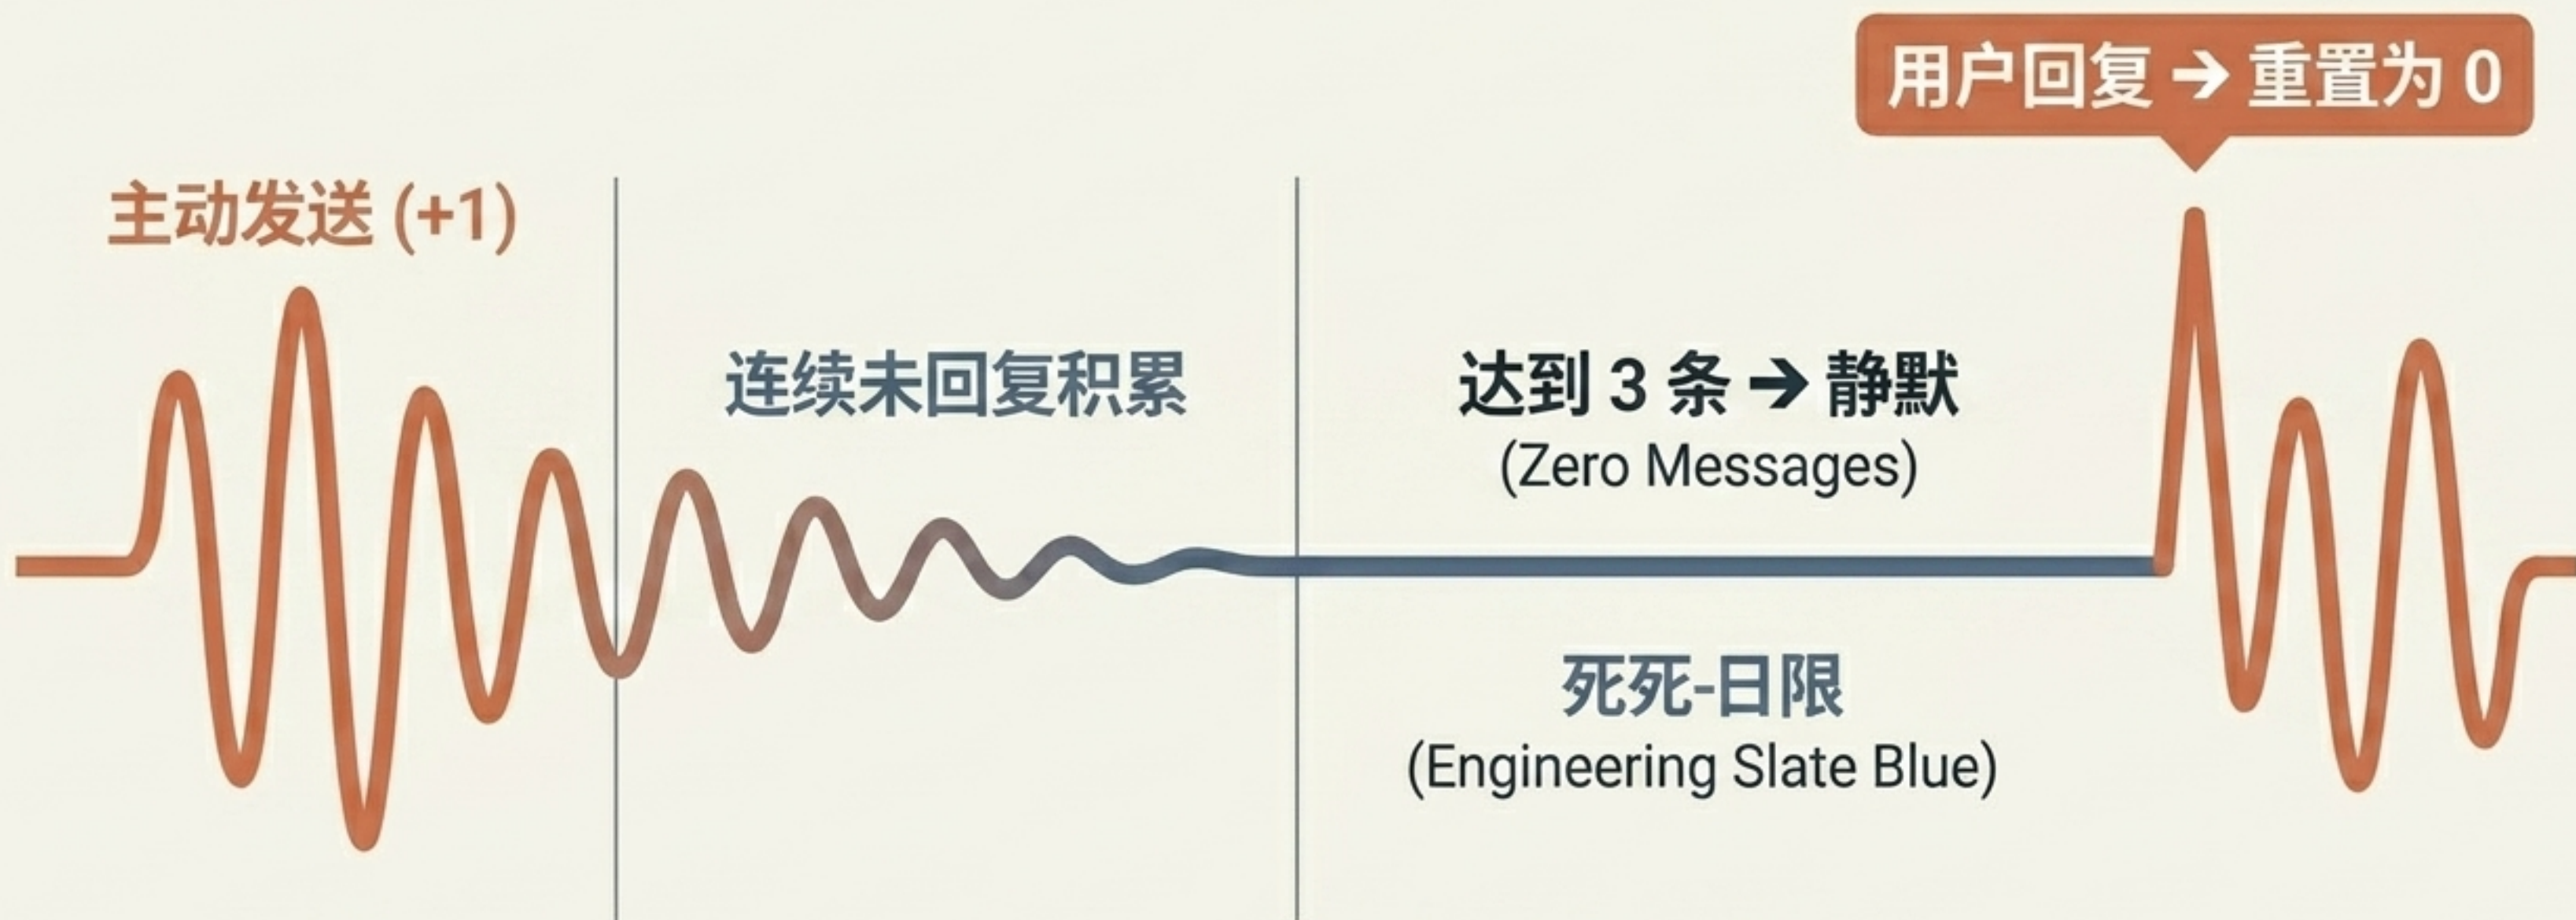 用户回复 → 重置为 0
主动发送 (+1)
连续未回复积累
达到 3 条 → 静默
(Zero Messages)
死死-日限
(Engineering Slate Blue)